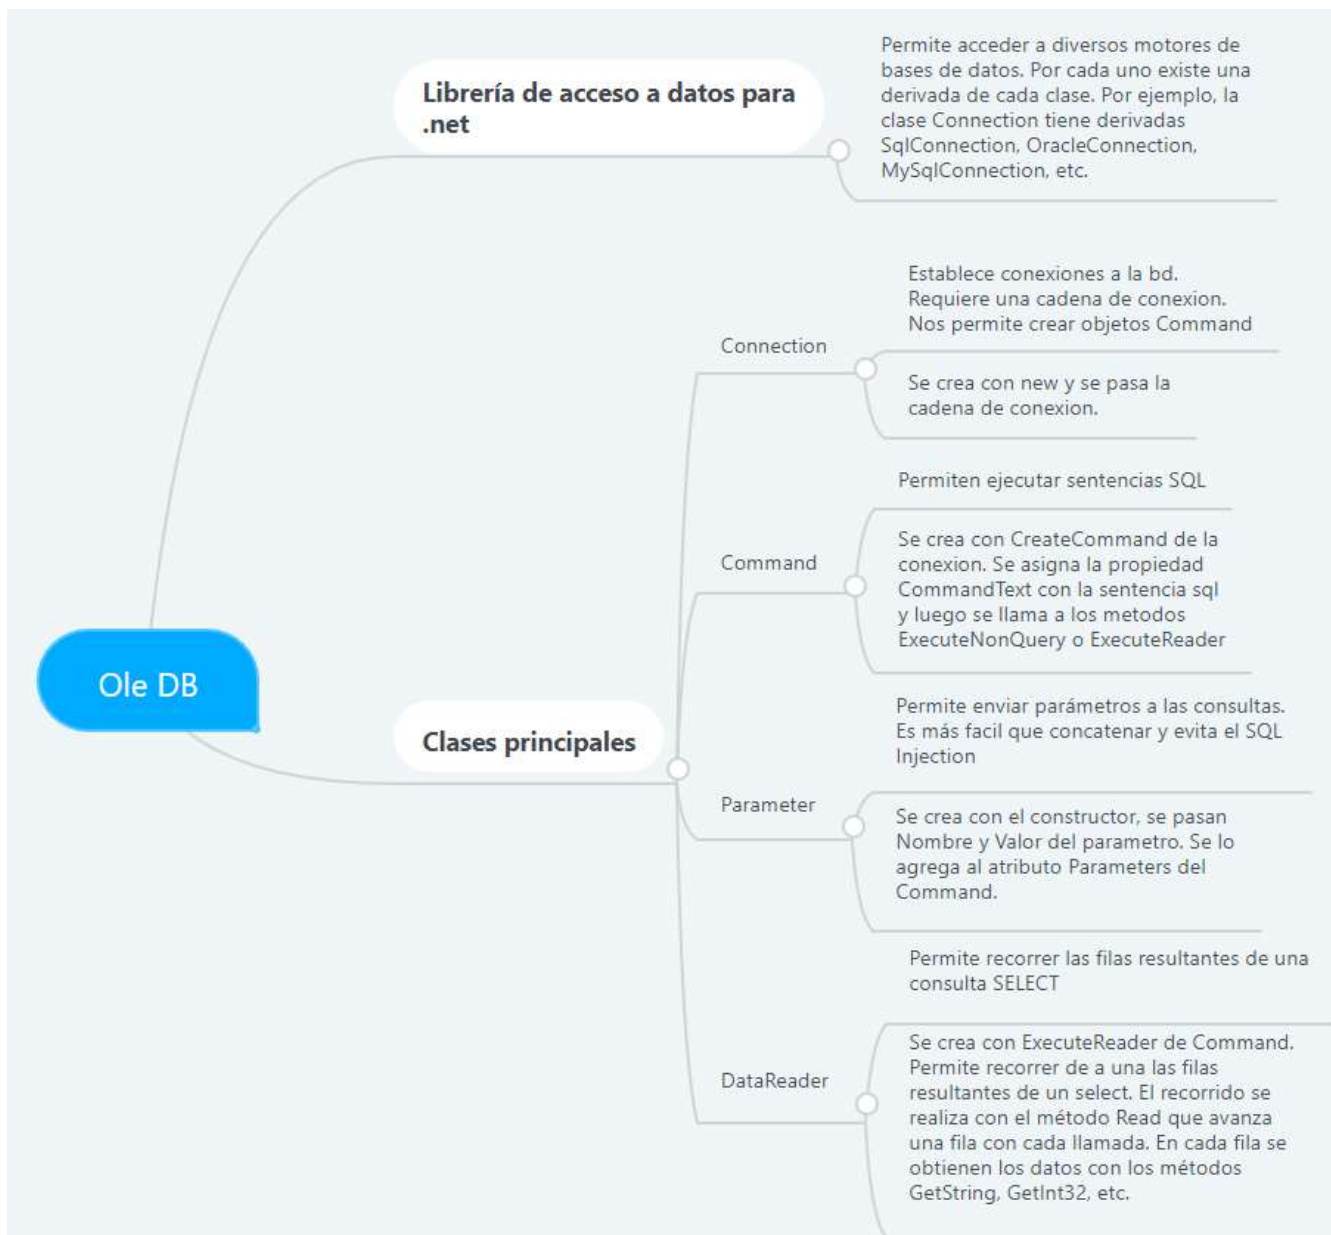 Permite acceder a diversos motores de
bases de datos. Por cada uno existe una
derivada de cada clase. Por ejemplo, la
clase Connection tiene derivadas
SqlConnection, OracleConnection,
MySqlConnection, etc.
Librería de acceso a datos para
.net
Establece conexiones a la bd.
Requiere una cadena de conexion.
Nos permite crear objetos Command
Connection
Se crea con new y se pasa la
cadena de conexion.
Permiten ejecutar sentencias SQL
Command
Se crea con CreateCommand de la
conexion. Se asigna la propiedad
CommandText con la sentencia sql
y luego se llama a los metodos
ExecuteNonQuery o ExecuteReader
Ole DB
Clases principales
Permite enviar parámetros a las consultas.
Es más facil que concatenar y evita el SQL
Injection
Parameter
Se crea con el constructor, se pasan
Nombre y Valor del parametro. Se lo
agrega al atributo Parameters del
Command.
Permite recorrer las filas resultantes de una
consulta SELECT
DataReader
Se crea con ExecuteReader de Command.
Permite recorrer de a una las filas
resultantes de un select. El recorrido se
realiza con el método Read que avanza
una fila con cada llamada. En cada fila se
obtienen los datos con los métodos
GetString, GetInt32, etc.